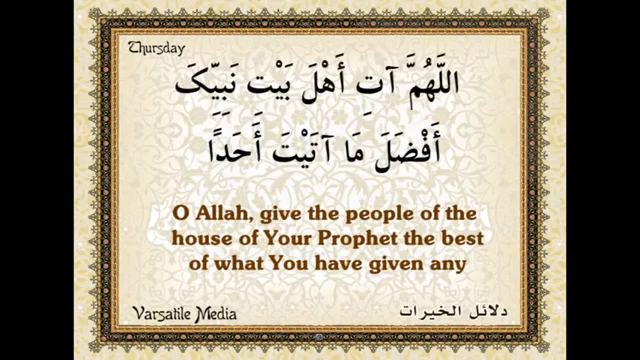 Thursday
اللَّهُمَّ آتِ أَهْلَ بَيْتِ نَبِيِّكَ
أَفْضَلَ مَا آتَيْتَ أَحَدًا
O Allah, give the people of the
house of Your Prophet the best
of what You have given any
Varsatile Media
دلائل الخيرات